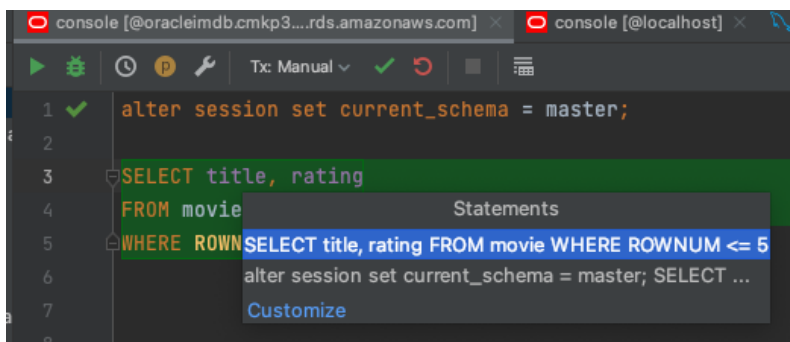 console [@oracleimdb.cmkp3....rds.amazonaws.com] × console [@localhost] ×
P Tx: Manual
1 alter session set current_schema = master;
2
3 SELECT title, rating
4 FROM movie
5 WHERE ROWN
6
7
Statements
SELECT title, rating FROM movie WHERE ROWNUM <= 5
alter session set current_schema = master; SELECT ...
Customize